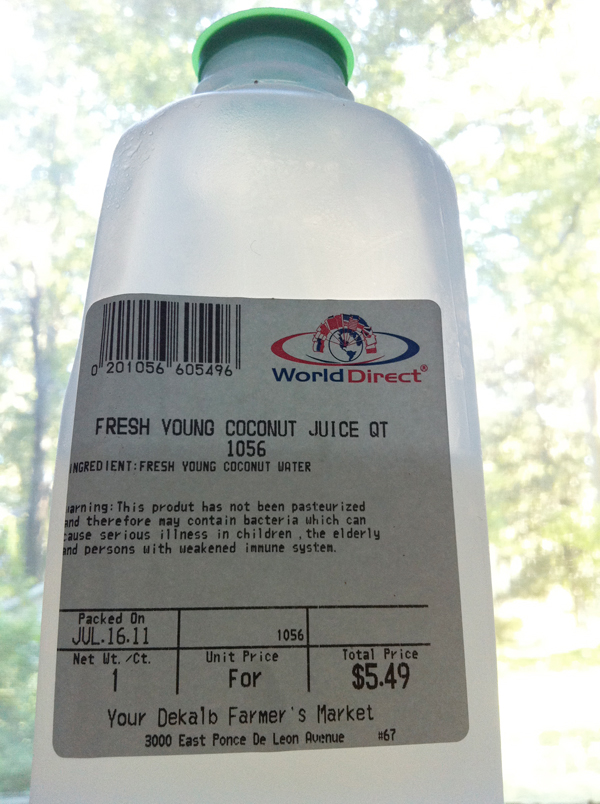 0 201056 605496
World Direct®
FRESH YOUNG COCONUT JUICE QT
1056
INGREDIENT:FRESH YOUNG COCONUT WATER
arning:This produt has not been pasteurized
and therefore may contain bacteria which can
cause serious illness in children ,the elderly
and persons with weakened immune system.
Packed On
JUL.16.11
1056
Net Wt./Ct. Unit Price Total Price
1 For $5.49
Your Dekalb Farmer's Market
3000 East Ponce De Leon Avenue #67